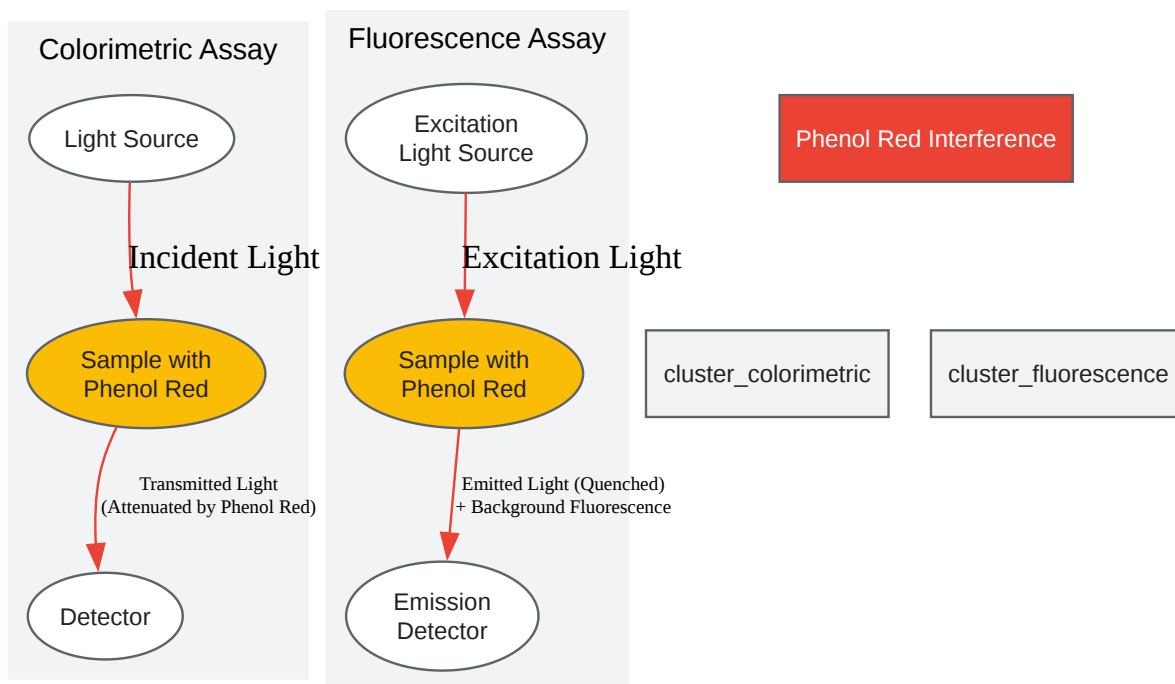 Colorimetric Assay
Light Source
Incident Light
Sample with
Phenol Red
Transmitted Light
(Attenuated by Phenol Red)
Detector
Fluorescence Assay
Excitation
Light Source
Excitation Light
Sample with
Phenol Red
Emitted Light (Quenched)
+ Background Fluorescence
Emission
Detector
Phenol Red Interference
cluster_colorimetric
cluster_fluorescence